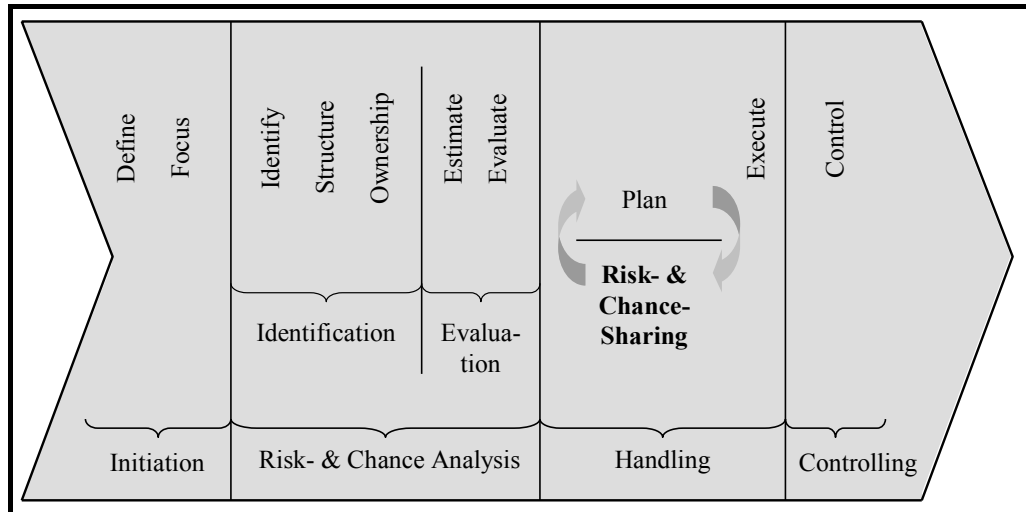 Define
Focus
Identify
Structure
Ownership
Estimate
Evaluate
Plan
Risk- &
Chance-
Sharing
Execute
Control
Identification
Evalua-
tion
Initiation
Risk- & Chance Analysis
Handling
Controlling